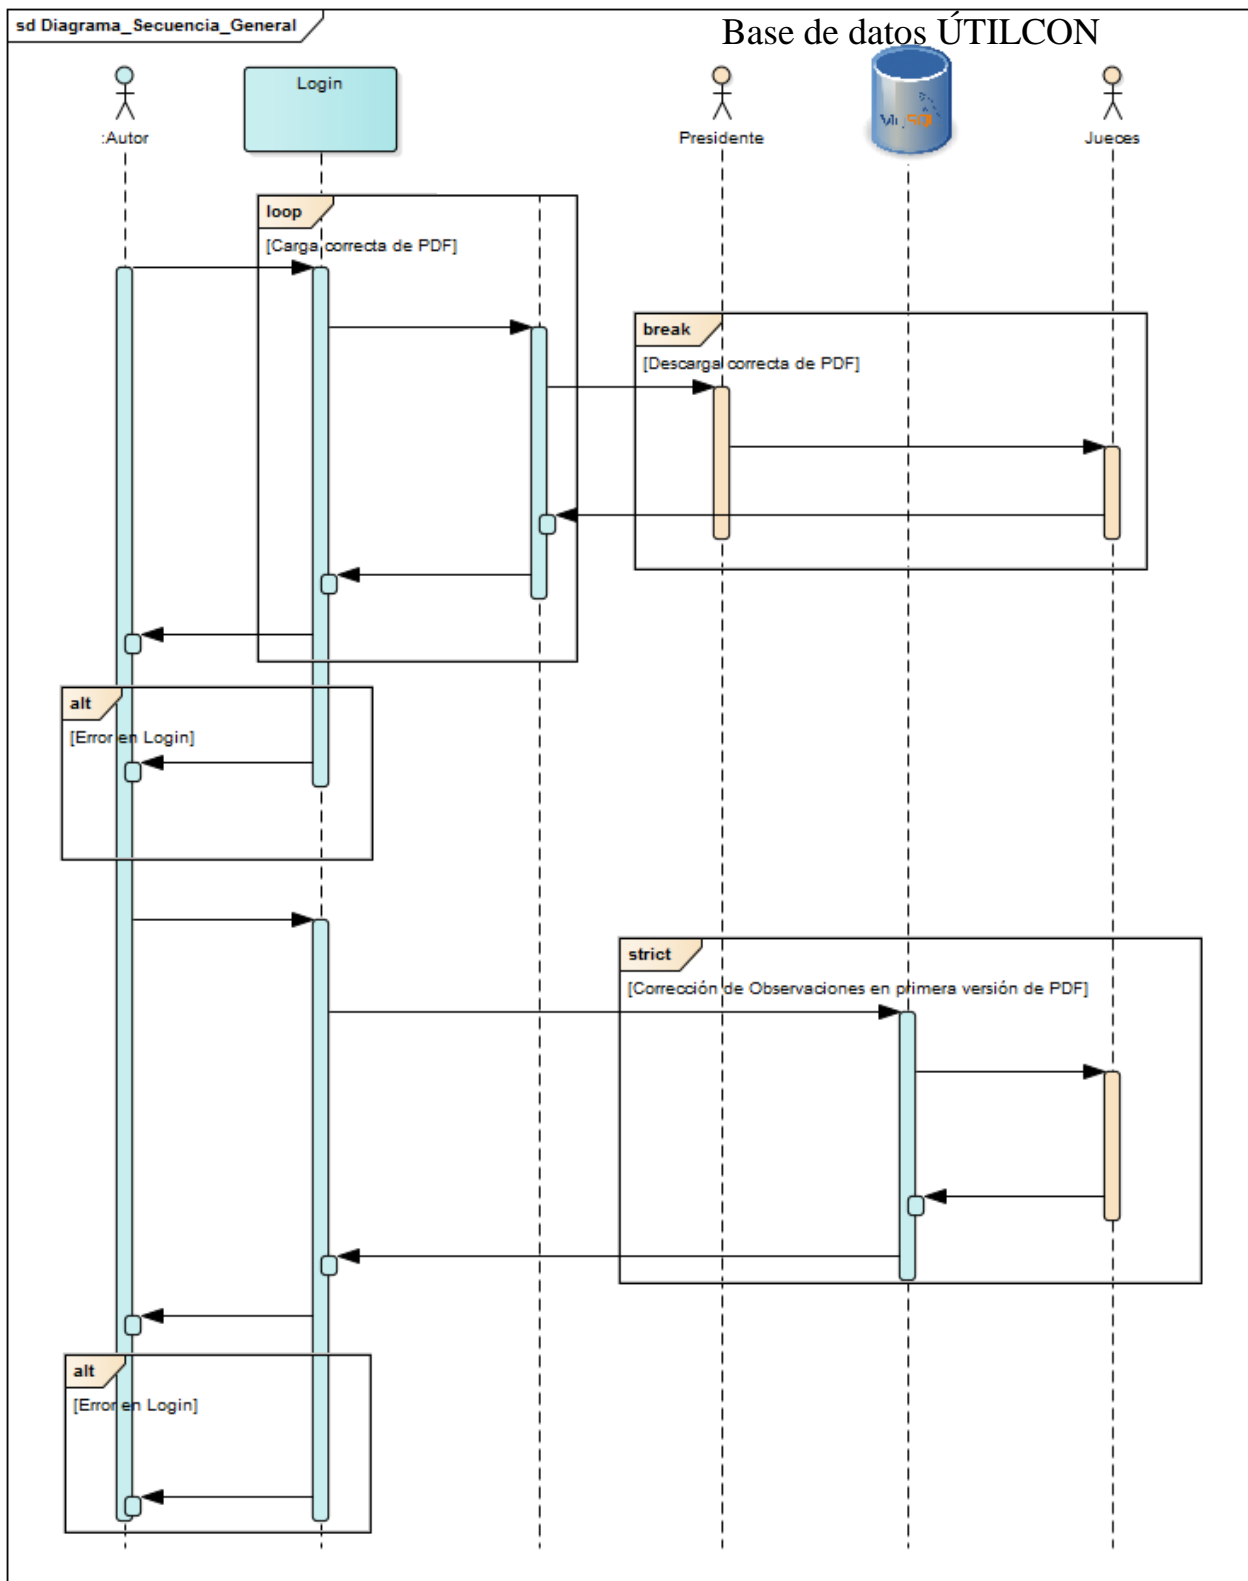 sd Diagrama_Secuencia_General
Base de datos ÚTILCON
Login
:Autor
Presidente
MySQL
Jueces
loop
[Carga correcta de PDF]
break
[Descarga correcta de PDF]
alt
[Error en Login]
strict
[Corrección de Observaciones en primera versión de PDF]
alt
[Error en Login]